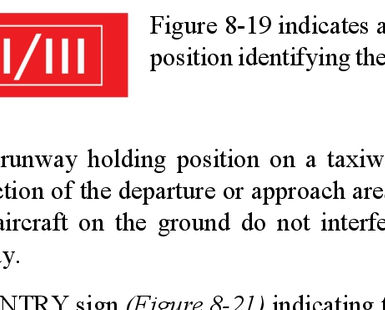 I/III
Figure 8-19 indicates a
position identifying the
runway holding position on a taxiw
ction of the departure or approach area
aircraft on the ground do not interfe
y.
NTRY sign (Figure 8-21) indicating t